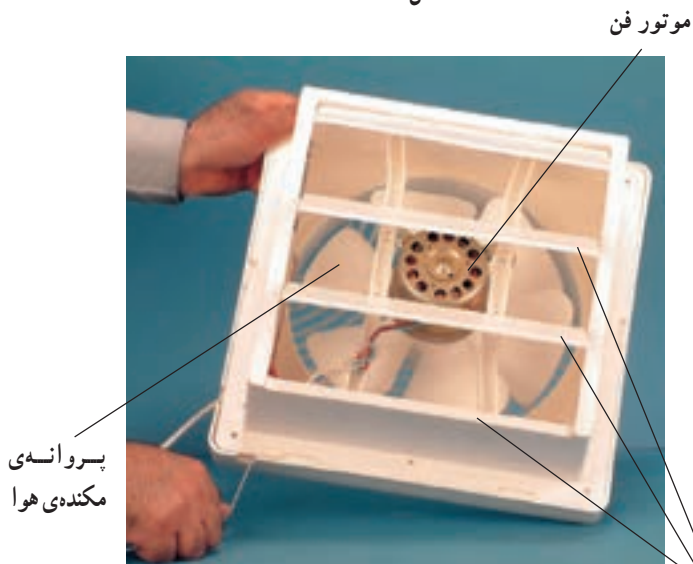 موتور فن
پروانه‌ی
مکنده‌ی هوا